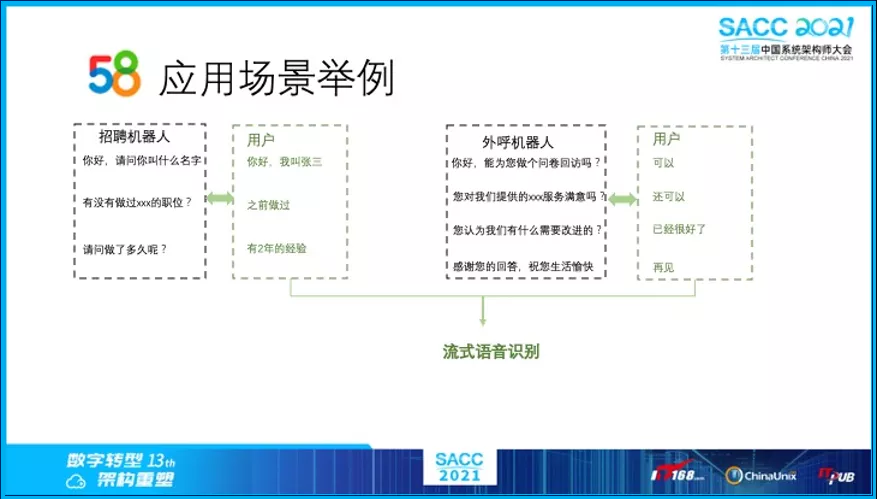 SACC 2021
第十三届中国系统架构师大会
SYSTEM ARCHITECT CONFERENCE CHINA 2021
58 应用场景举例
招聘机器人
你好，请问你叫什么名字
有没有做过xxx的职位？
请问做了多久呢？
用户
你好，我叫张三
之前做过
有2年的经验
外呼机器人
你好，能为您做个问卷回访吗？
您对我们提供的xxx服务满意吗？
您认为我们有什么需要改进的？
感谢您的回答，祝您生活愉快
用户
可以
还可以
已经很好了
再见
流式语音识别
数字转型 13th
架构重塑
SACC
2021
IT168.com
ChinaUnix
ITPUB